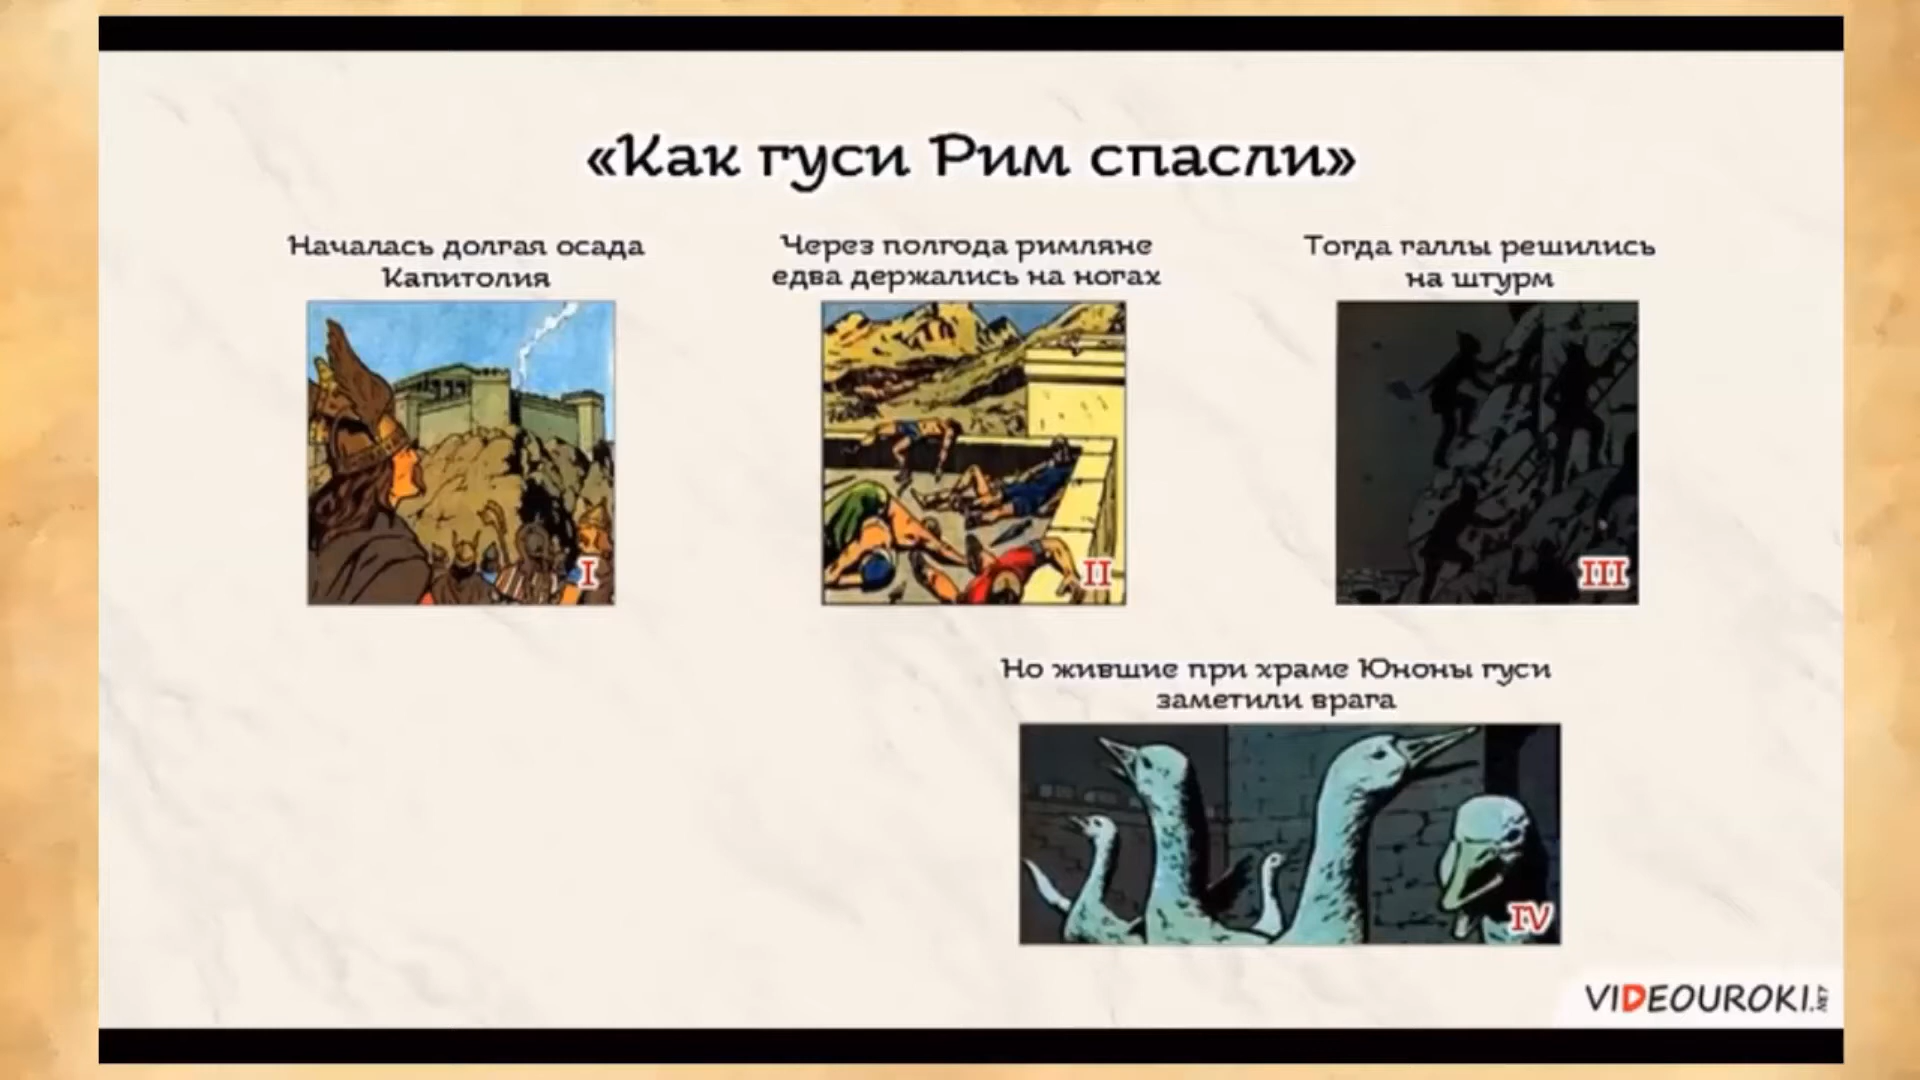 «Как гуси Рим спасли»
Началась долгая осада
Капитолия
I
Через полгода римляне
едва держались на ногах
II
Тогда галлы решились
на штурм
III
Но жившие при храме Юноны гуси
заметили врага
IV
VIDEOUROKI.NET